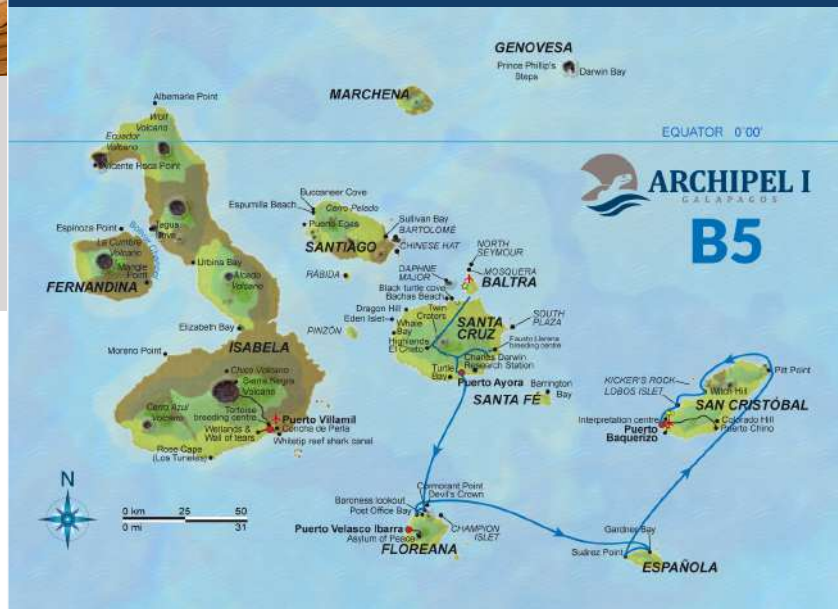 GENOVESA
Prince Phillip's
Steps
Darwin Bay
MARCHENA
Albemarle Point
Wolf
Volcano
Ecuador
Volcano
Vicente Roca Point
EQUATOR 0°00'
ARCHIPEL I
GALAPAGOS
B5
Buccaneer Cove
Espumilla Beach
Cerro Pelado
Puerto Egas
Sullivan Bay
BARTOLOMÉ
CHINESE HAT
SANTIAGO
Espinoza Point
Tagus
Cove
Bolivar Channel
La Cumbre
Volcano
Mangle
Point
FERNANDINA
Urbina Bay
Alcedo
Volcano
RÁBIDA
NORTH
SEYMOUR
MOSQUERA
BALTRA
DAPHNE
MAJOR
Black turtle cove
Bachas Beach
Dragon Hill
Eden Islet
Whale
Bay
Twin
Craters
SANTA
CRUZ
SOUTH
PLAZA
PINZÓN
Highlands
El Chato
Fausto Llerena
breeding centre
Charles Darwin
Research Station
Turtle
Bay
Puerto Ayora
Elizabeth Bay
ISABELA
Moreno Point
Chico Volcano
Sierra Negra
Volcano
Barrington
Bay
SANTA FÉ
KICKER'S ROCK
LOBOS ISLET
Pitt Point
Witch Hill
SAN CRISTÓBAL
Interpretation centre
Colorado Hill
Puerto Chino
Puerto
Baquerizo
Cerro Azul
Volcano
Tortoise
breeding centre
Puerto Villamil
Concha de Perla
Wetlands &
Wall of tears
Whitetip reef shark canal
Rose Cape
(Los Tuneles)
N
0 km 25 50
0 mi 31
Cormorant Point
Devil's Crown
Baroness lookout
Post Office Bay
Puerto Velasco Ibarra
Asylum of Peace
CHAMPION
ISLET
FLOREANA
Gardner Bay
Suárez Point
ESPAÑOLA